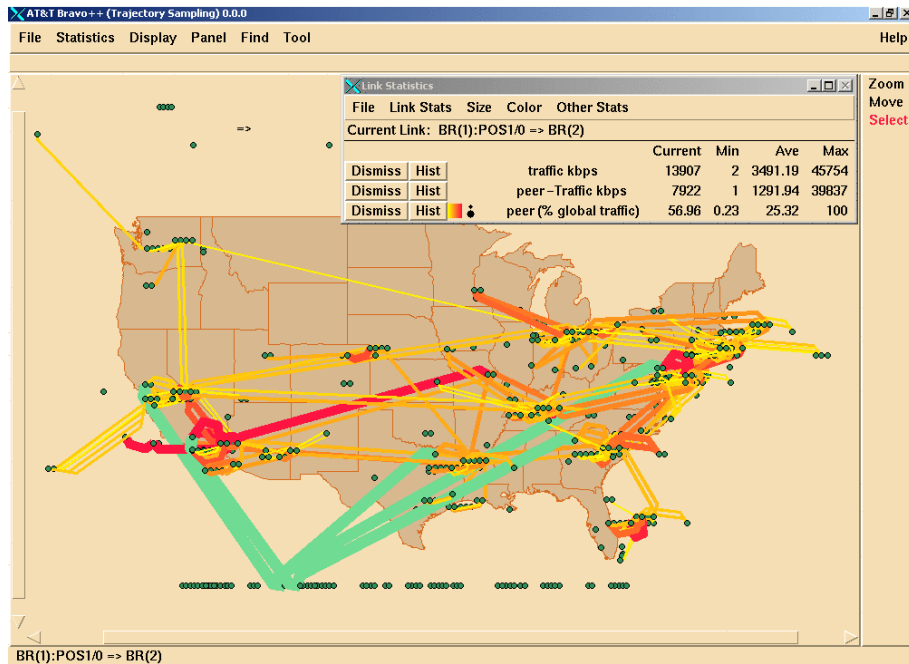 AT&T Bravo++ (Trajectory Sampling) 0.0.0
File Statistics Display Panel Find Tool Help
Zoom
Move
Select
=>
Link Statistics
File Link Stats Size Color Other Stats
Current Link: BR(1):POS1/0 => BR(2)
Current Min Ave Max
Dismiss Hist traffic kbps 13907 2 3491.19 45754
Dismiss Hist peer-Traffic kbps 7922 1 1291.94 39837
Dismiss Hist peer (% global traffic) 56.96 0.23 25.32 100
BR(1):POS1/0 => BR(2)